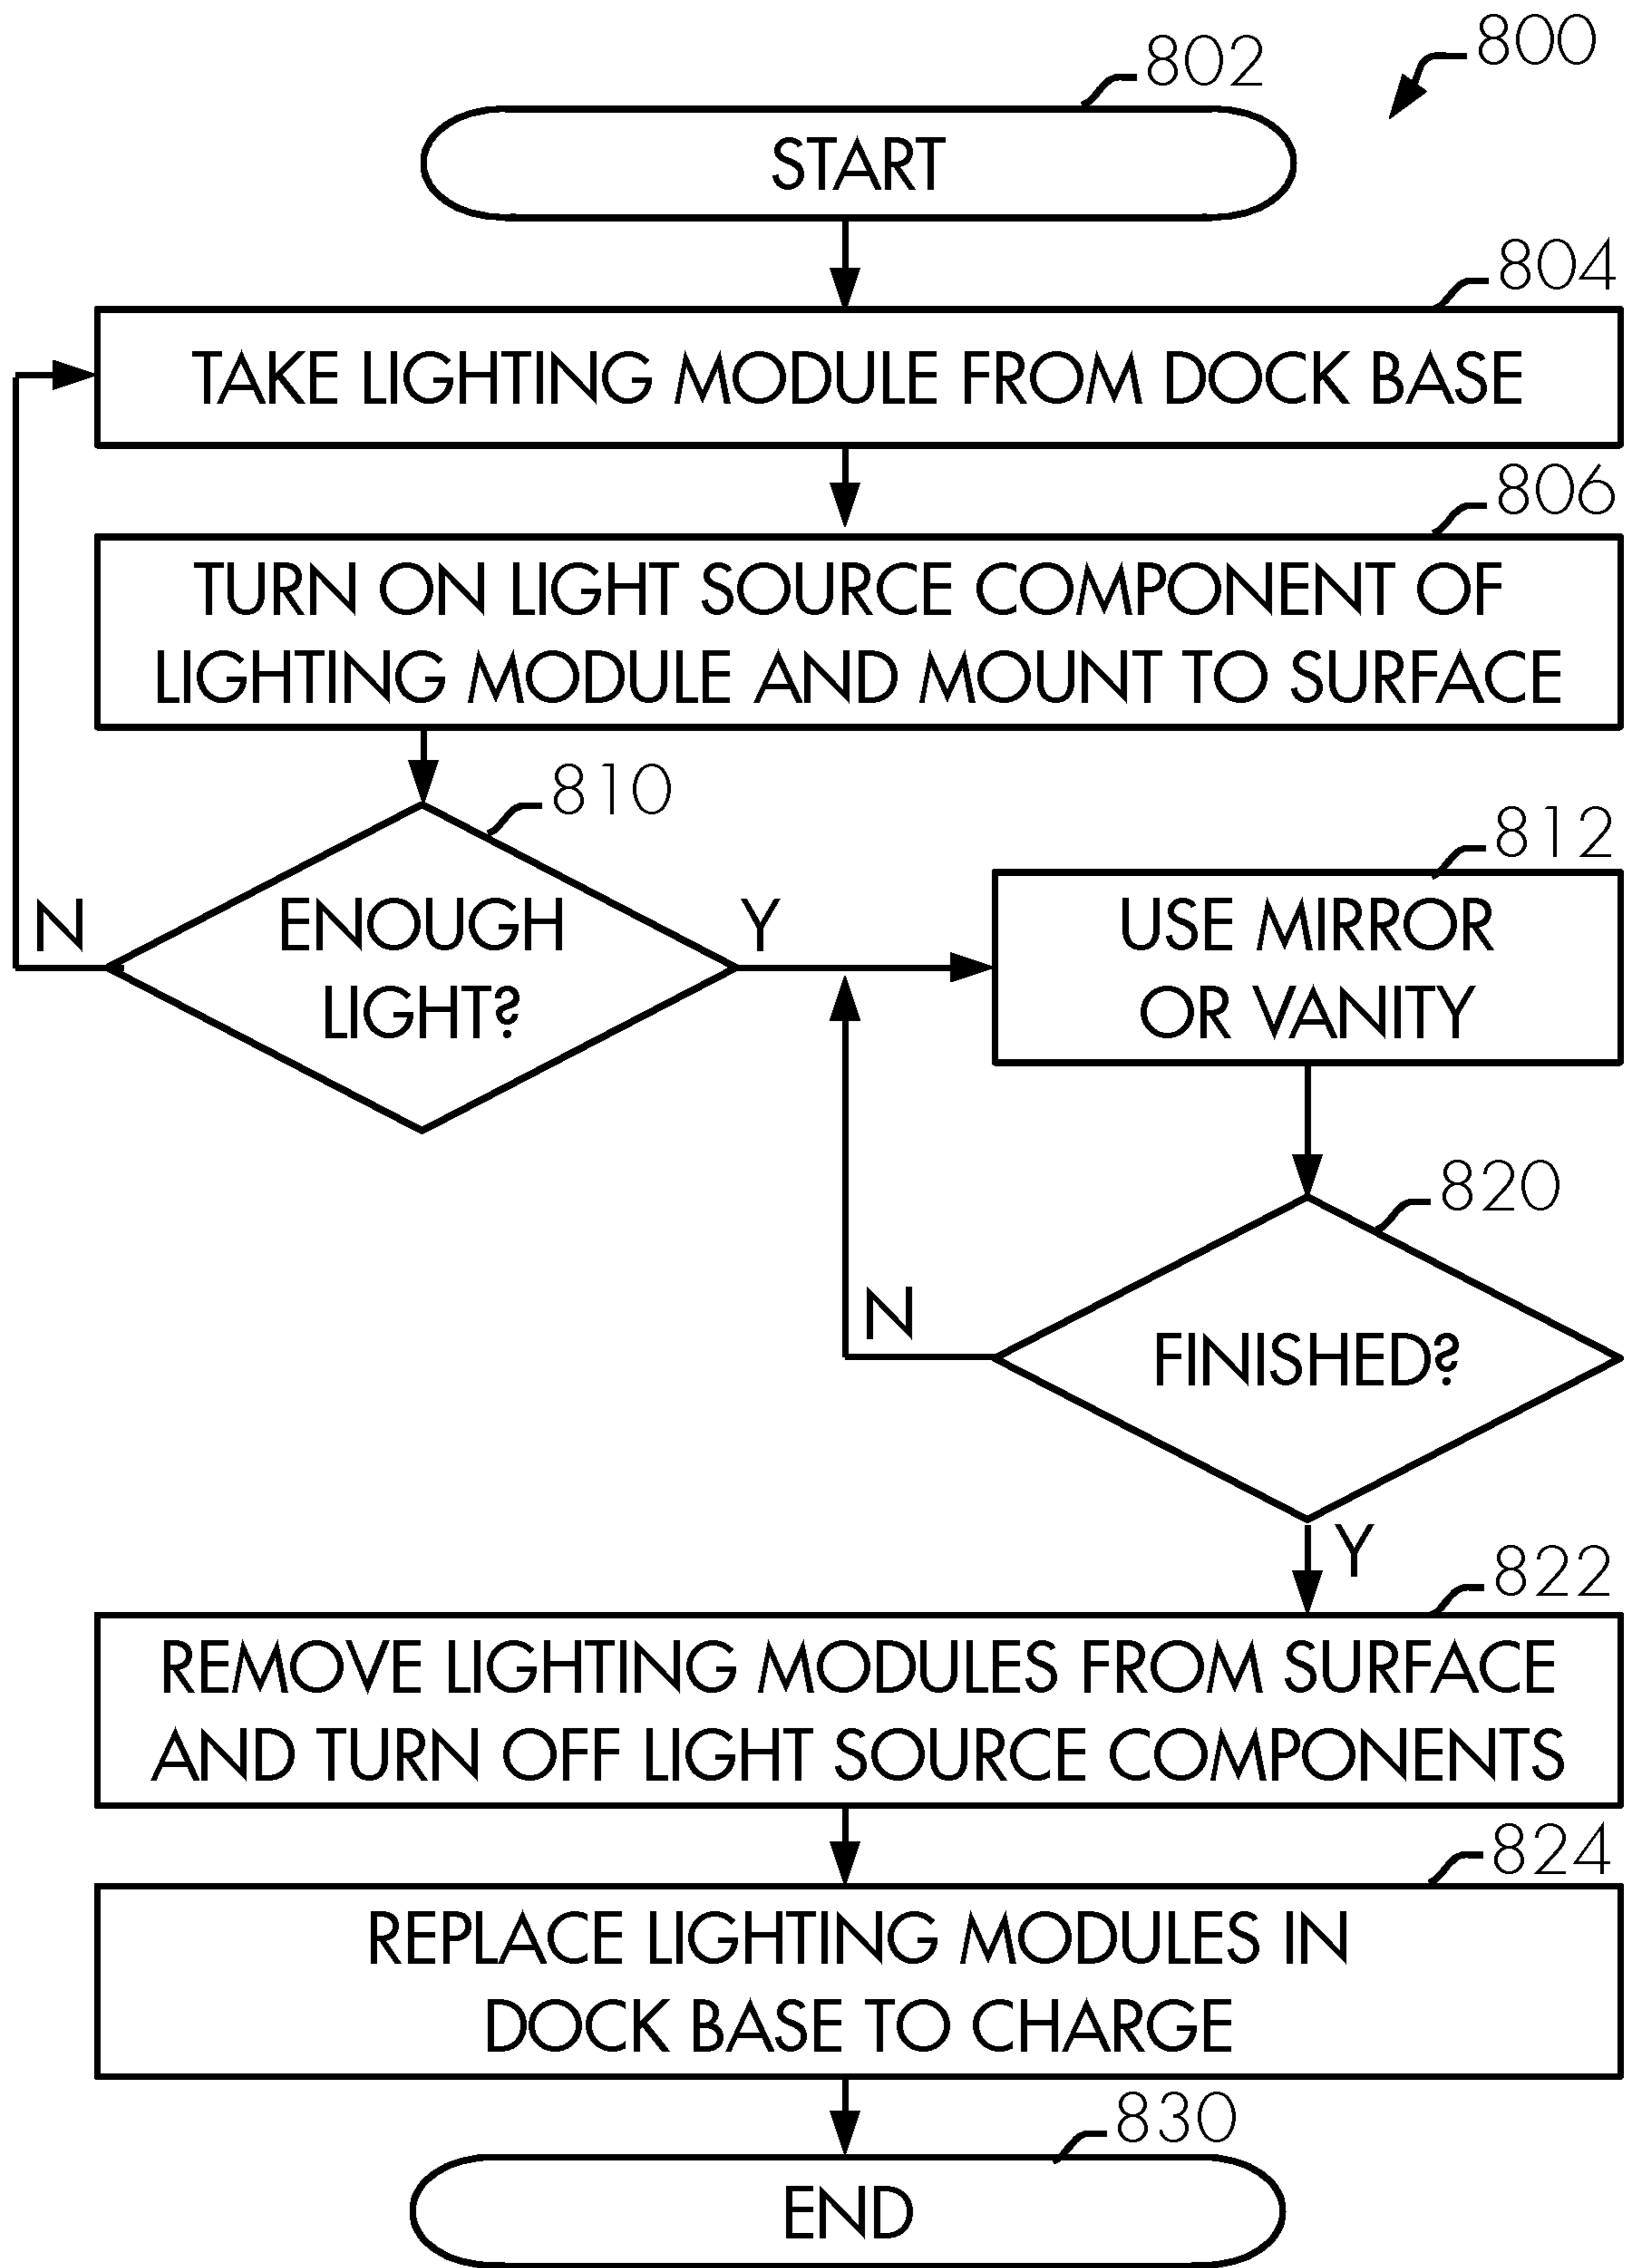 800
802
START
804
TAKE LIGHTING MODULE FROM DOCK BASE
806
TURN ON LIGHT SOURCE COMPONENT OF
LIGHTING MODULE AND MOUNT TO SURFACE
810
ENOUGH
LIGHT?
N
Y
812
USE MIRROR
OR VANITY
820
FINISHED?
N
Y
822
REMOVE LIGHTING MODULES FROM SURFACE
AND TURN OFF LIGHT SOURCE COMPONENTS
824
REPLACE LIGHTING MODULES IN
DOCK BASE TO CHARGE
830
END